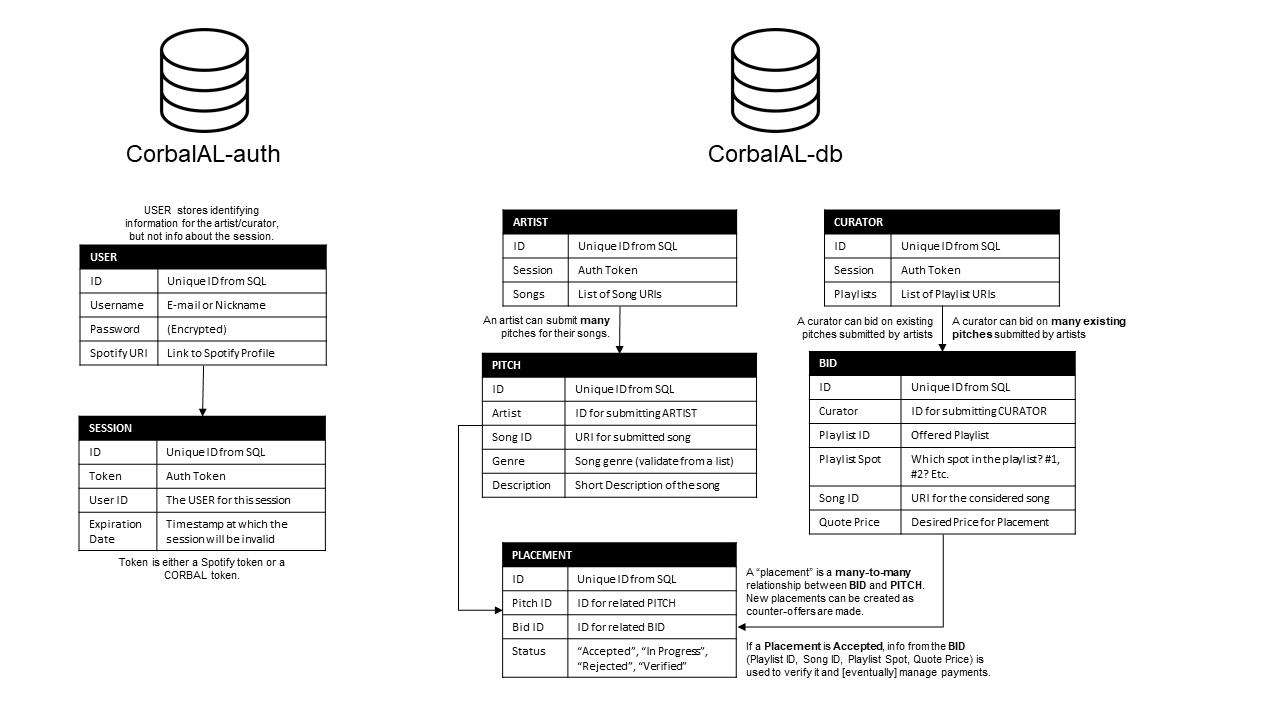 CorbalAL-auth
CorbalAL-db
USER stores identifying
information for the artist/curator,
but not info about the session.
USER
ID Unique ID from SQL
Username E-mail or Nickname
Password (Encrypted)
Spotify URI Link to Spotify Profile
SESSION
ID Unique ID from SQL
Token Auth Token
User ID The USER for this session
Expiration Timestamp at which the
Date session will be invalid
Token is either a Spotify token or a
CORBAL token.
ARTIST
ID Unique ID from SQL
Session Auth Token
Songs List of Song URIs
An artist can submit many
pitches for their songs.
PITCH
ID Unique ID from SQL
Artist ID for submitting ARTIST
Song ID URI for submitted song
Genre Song genre (validate from a list)
Description Short Description of the song
CURATOR
ID Unique ID from SQL
Session Auth Token
Playlists List of Playlist URIs
A curator can bid on existing
pitches submitted by artists
A curator can bid on many existing
pitches submitted by artists
BID
ID Unique ID from SQL
Curator ID for submitting CURATOR
Playlist ID Offered Playlist
Playlist Spot Which spot in the playlist? #1,
#2? Etc.
Song ID URI for the considered song
Quote Price Desired Price for Placement
PLACEMENT
ID Unique ID from SQL
Pitch ID ID for related PITCH
Bid ID ID for related BID
Status “Accepted”, “In Progress”,
“Rejected”, “Verified”
A “placement” is a many-to-many
relationship between BID and PITCH.
New placements can be created as
counter-offers are made.
If a Placement is Accepted, info from the BID
(Playlist ID, Song ID, Playlist Spot, Quote Price) is
used to verify it and [eventually] manage payments.